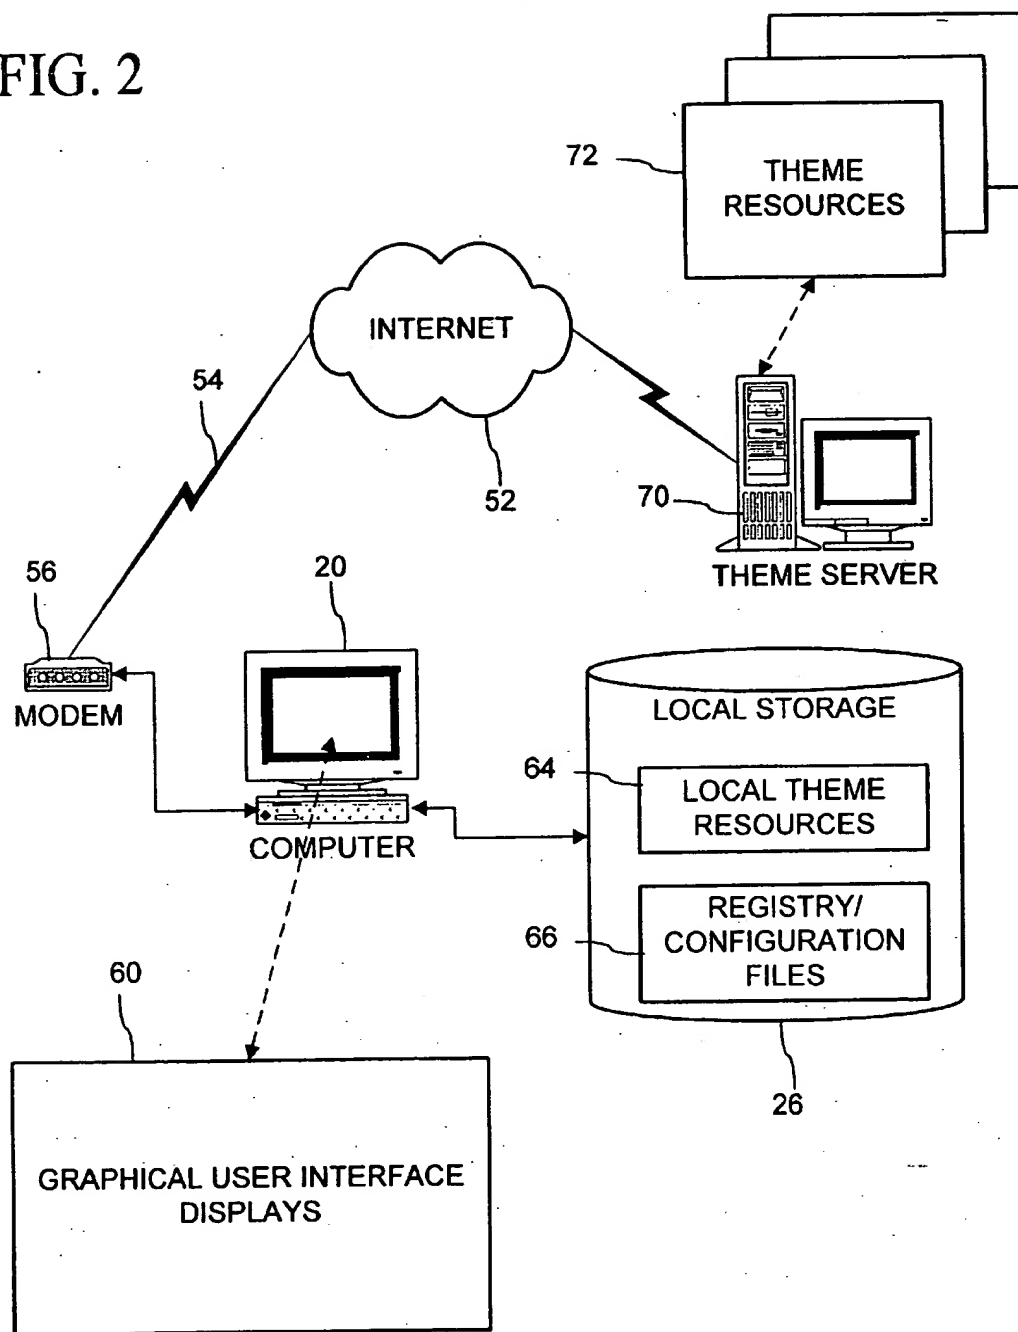 FIG. 2
72
THEME
RESOURCES
INTERNET
54
52
70
THEME SERVER
56
20
MODEM
COMPUTER
LOCAL STORAGE
64
LOCAL THEME
RESOURCES
66
REGISTRY/
CONFIGURATION
FILES
60
26
GRAPHICAL USER INTERFACE
DISPLAYS